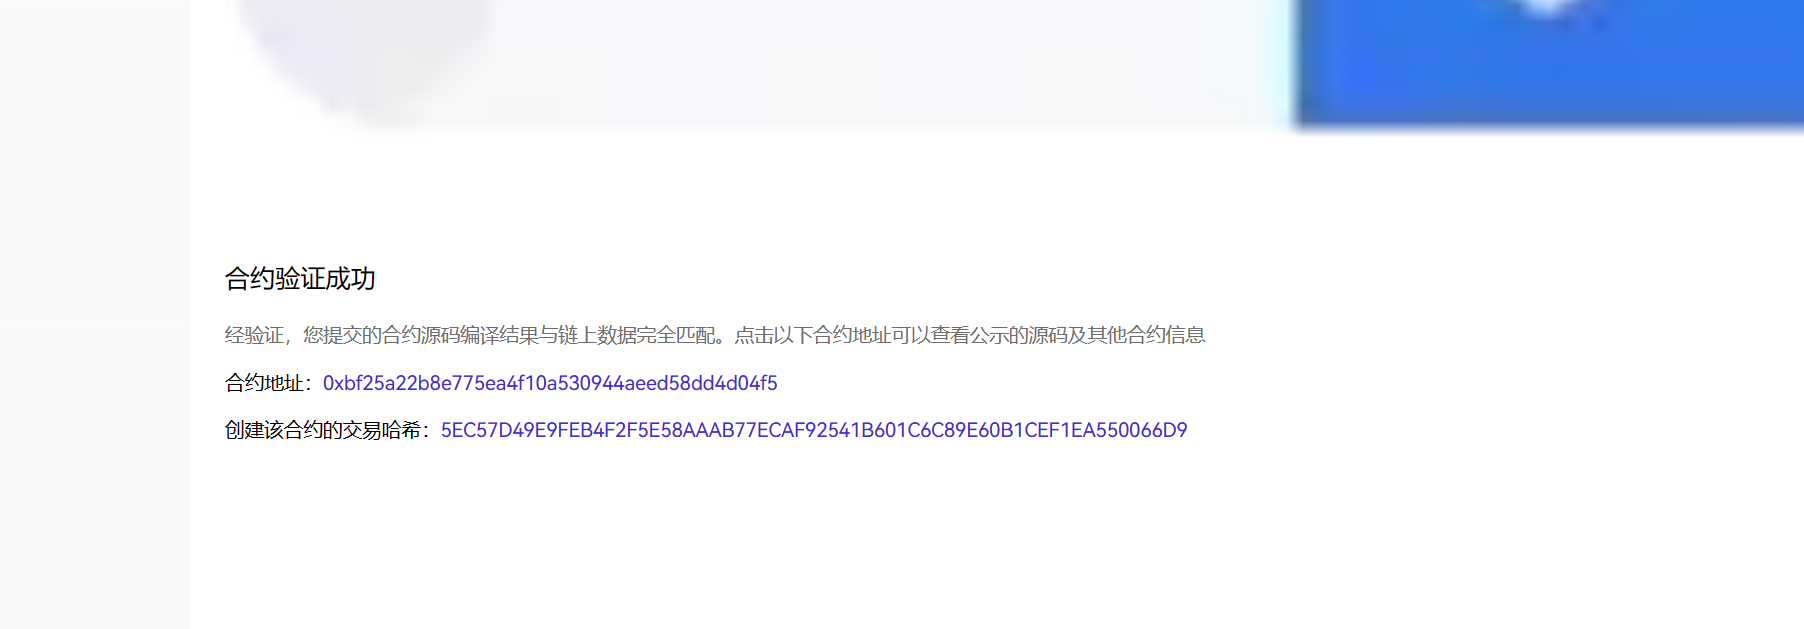 合约验证成功
经验证，您提交的合约源码编译结果与链上数据完全匹配。点击以下合约地址可以查看公示的源码及其他合约信息
合约地址：0xbf25a22b8e775ea4f10a530944aeed58dd4d04f5
创建该合约的交易哈希：5EC57D49E9FEB4F2F5E58AAAB77ECAF92541B601C6C89E60B1CEF1EA550066D9